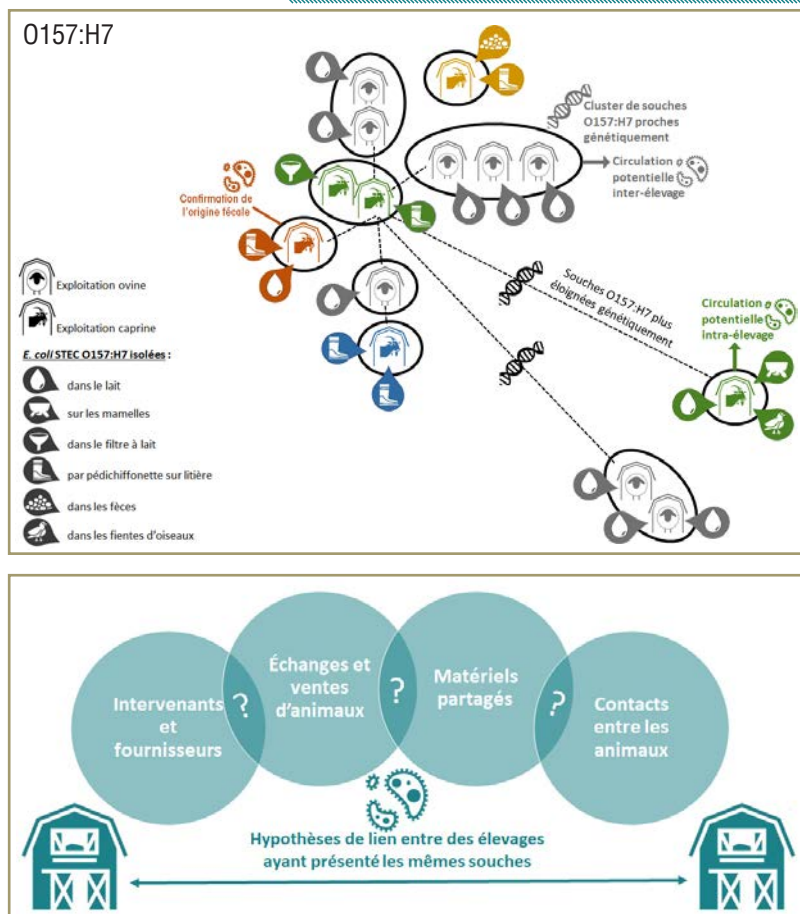 O157:H7
Cluster de souches
O157:H7 proches
génétiquement
Circulation
potentielle
inter-élevage
Confirmation de
l'origine fécale
Souches O157:H7 plus
éloignées génétiquement
Circulation
potentielle
intra-élevage
Exploitation ovine
Exploitation caprine
E. coli STEC O157:H7 isolées :
dans le lait
sur les mamelles
dans le filtre à lait
par pédichiffonette sur litière
dans les fèces
dans les fientes d'oiseaux
Intervenants
et
fournisseurs
?
Échanges et
ventes
d'animaux
?
Matériels
partagés
?
Contacts
entre les
animaux
Hypothèses de lien entre des élevages
ayant présenté les mêmes souches